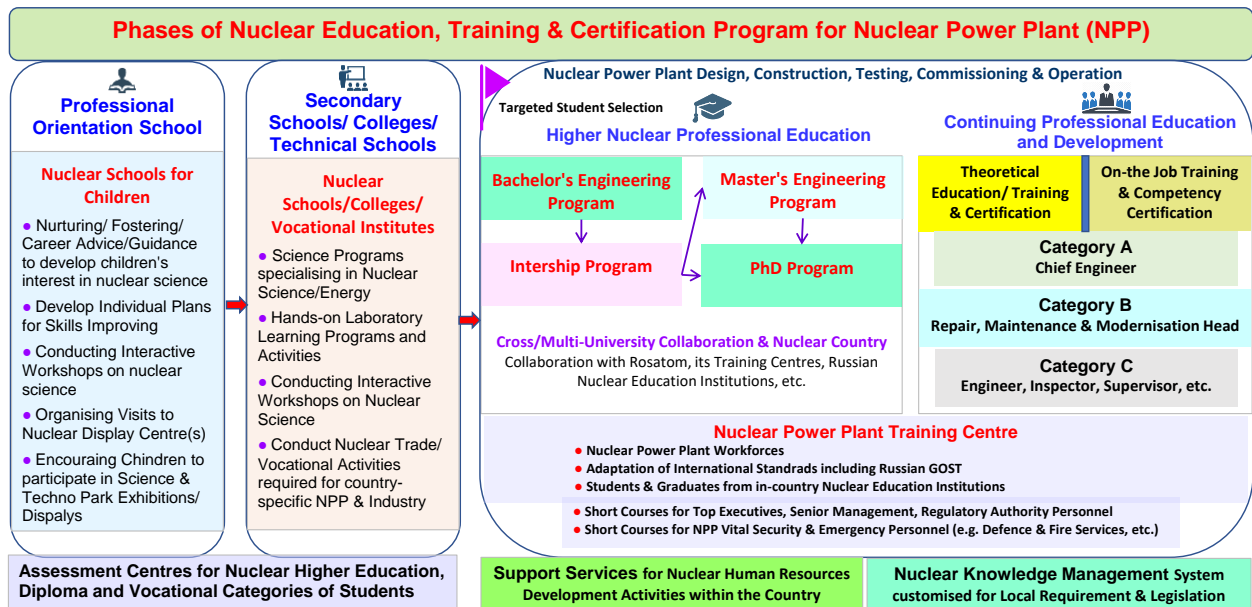 Phases of Nuclear Education, Training & Certification Program for Nuclear Power Plant (NPP)
Professional
Orientation School
Nuclear Schools for
Children
● Nurturing/ Fostering/
Career Advice/Guidance
to develop children's
interest in nuclear science
● Develop Individual Plans
for Skills Improving
● Conducting Interactive
Workshops on nuclear
science
● Organising Visits to
Nuclear Display Centre(s)
● Encouraing Chindren to
participate in Science &
Techno Park Exhibitions/
Dispalys
Secondary
Schools/ Colleges/
Technical Schools
Nuclear
Schools/Colleges/
Vocational Institutes
● Science Programs
specialising in Nuclear
Science/Energy
● Hands-on Laboratory
Learning Programs and
Activities
● Conducting Interactive
Workshops on Nuclear
Science
● Conduct Nuclear Trade/
Vocational Activities
required for country-
specific NPP & Industry
Nuclear Power Plant Design, Construction, Testing, Commissioning & Operation
Targeted Student Selection
Higher Nuclear Professional Education
Bachelor's Engineering
Program
Master's Engineering
Program
Intership Program
PhD Program
Cross/Multi-University Collaboration & Nuclear Country
Collaboration with Rosatom, its Training Centres, Russian
Nuclear Education Institutions, etc.
Continuing Professional Education
and Development
Theoretical
Education/ Training
& Certification
On-the Job Training
& Competency
Certification
Category A
Chief Engineer
Category B
Repair, Maintenance & Modernisation Head
Category C
Engineer, Inspector, Supervisor, etc.
Nuclear Power Plant Training Centre
● Nuclear Power Plant Workforces
● Adaptation of International Standrads including Russian GOST
● Students & Graduates from in-country Nuclear Education Institutions
● Short Courses for Top Executives, Senior Management, Regulatory Authority Personnel
● Short Courses for NPP Vital Security & Emergency Personnel (e.g. Defence & Fire Services, etc.)
Assessment Centres for Nuclear Higher Education,
Diploma and Vocational Categories of Students
Support Services for Nuclear Human Resources
Development Activities within the Country
Nuclear Knowledge Management System
customised for Local Requirement & Legislation